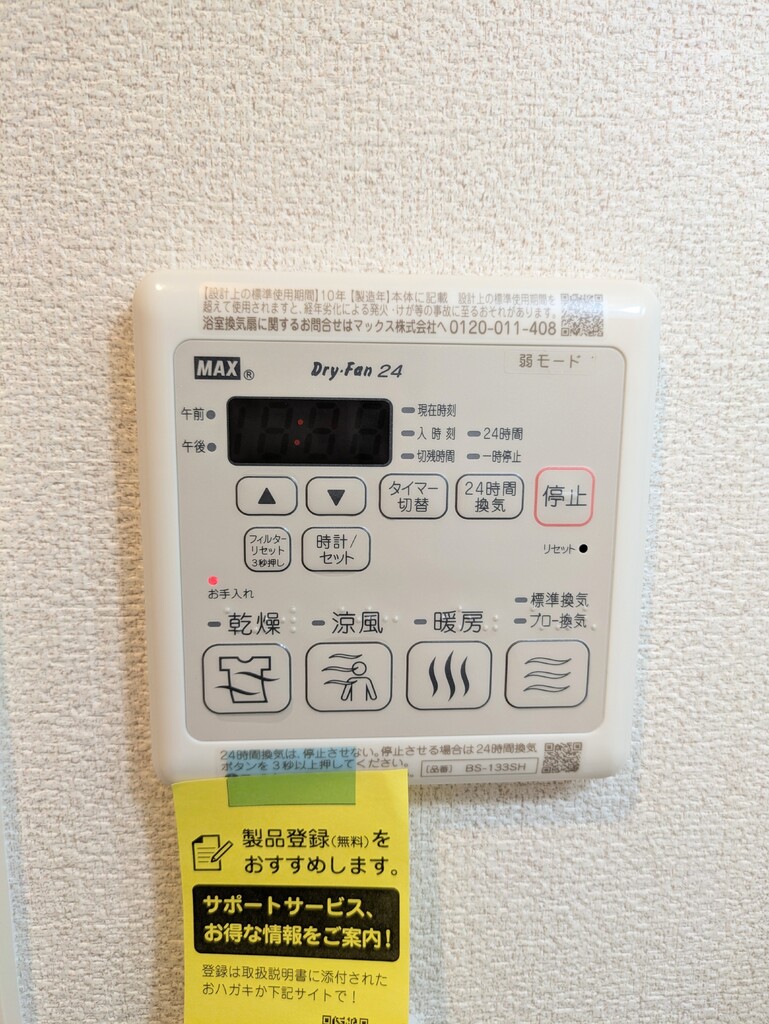 【設計上の標準使用期間】10年【製造年】本体に記載 設計上の標準使用期間を
超えて使用されますと、経年劣化による発火・けが等の事故に至るおそれがあります。
浴室換気扇に関するお問合せはマックス株式会社へ 0120-011-408
MAX® Dry・Fan 24 弱モード
午前 現在時刻
入時刻 24時間
午後 切残時間 一時停止
▲ ▼ タイマー切替 24時間換気 停止
フィルターリセット3秒押し 時計/セット リセット
お手入れ
標準換気
乾燥 涼風 暖房 プロー換気
24時間換気は、停止させない。停止させる場合は24時間換気
ボタンを3秒以上押してください。 (品番) BS-133SH
製品登録(無料)を
おすすめします。
サポートサービス、
お得な情報をご案内!
登録は取扱説明書に添付された
おハガキか下記サイトで!